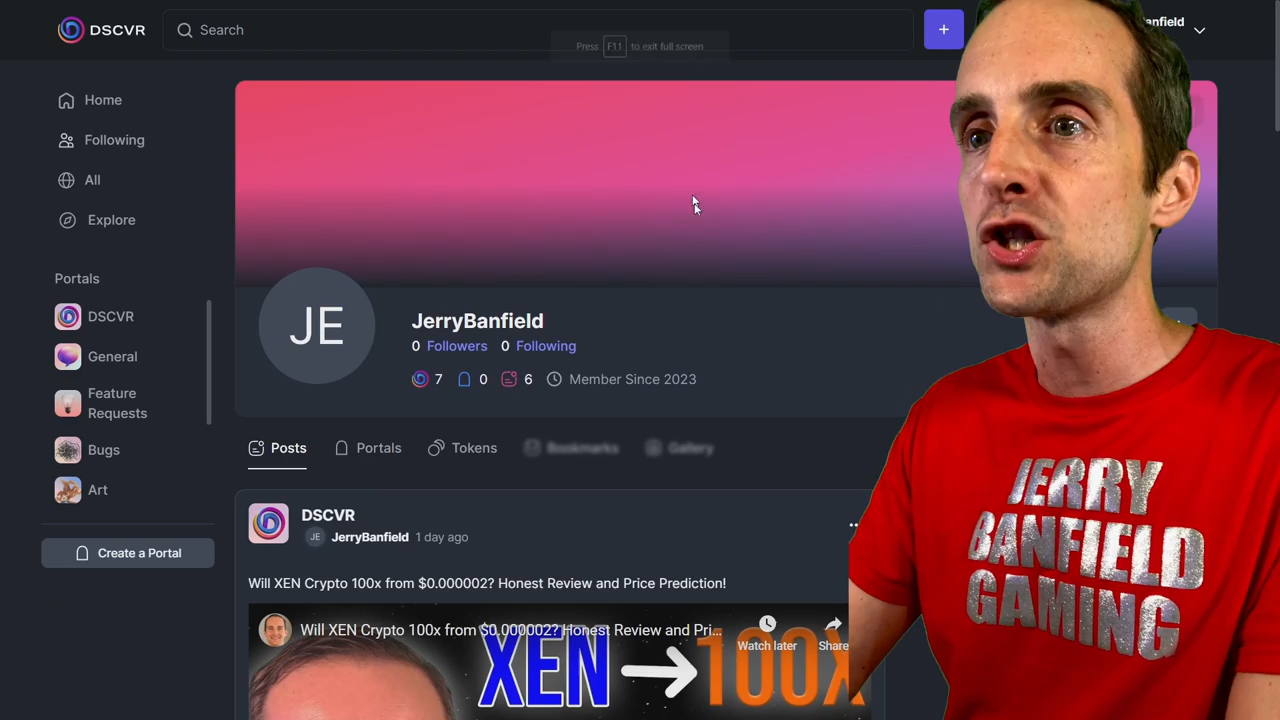 DSCVR
Search
Press F11 to exit full screen
+
anfield
Home
Following
All
Explore
Portals
DSCVR
General
Feature
Requests
Bugs
Art
Create a Portal
JE
JerryBanfield
0 Followers 0 Following
7 0 6 Member Since 2023
Posts Portals Tokens Bookmarks Gallery
DSCVR
JE JerryBanfield 1 day ago
Will XEN Crypto 100x from $0.000002? Honest Review and Price Prediction!
Will XEN Crypto 100x from $0.000002? Honest Review and Pri...
Watch later Share
XEN → 100X
JERRY
BANFIELD
GAMING